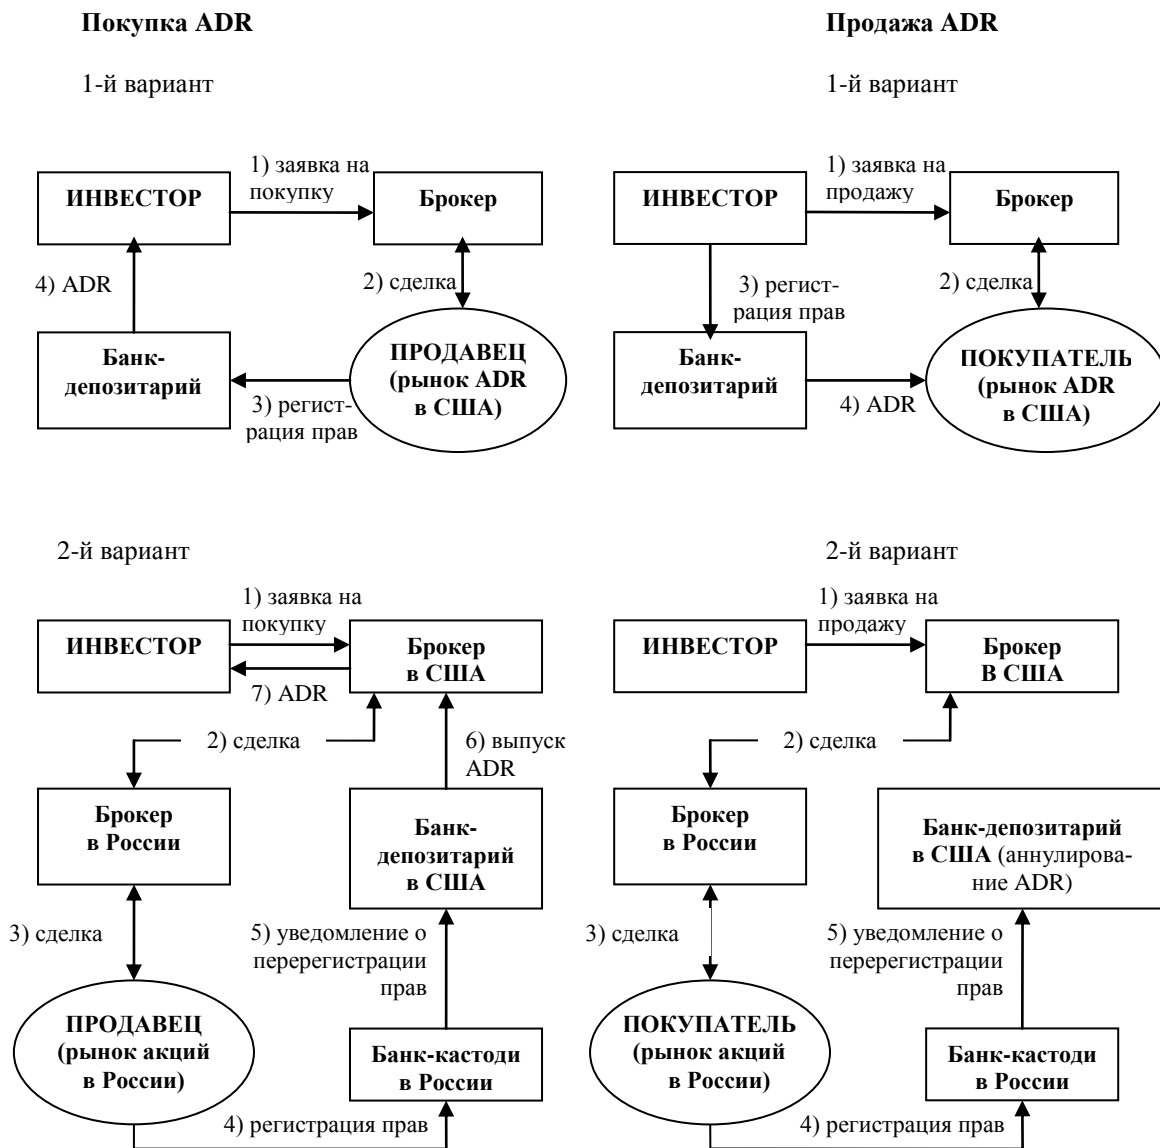 Покупка ADR
1-й вариант
1) заявка на
покупку
ИНВЕСТОР
Брокер
4) ADR
2) сделка
Банк-
депозитарий
ПРОДАВЕЦ
(рынок ADR
в США)
3) регист-
рация прав
Продажа ADR
1-й вариант
1) заявка на
продажу
ИНВЕСТОР
Брокер
3) регист-
рация прав
2) сделка
Банк-
депозитарий
ПОКУПАТЕЛЬ
(рынок ADR
в США)
4) ADR
2-й вариант
1) заявка на
покупку
ИНВЕСТОР
Брокер
в США
7) ADR
2) сделка
6) выпуск
ADR
Брокер
в России
Банк-
депозитарий
в США
3) сделка
5) уведомление о
перерегистрации
прав
ПРОДАВЕЦ
(рынок акций
в России)
Банк-кастоди
в России
4) регистрация прав
2-й вариант
1) заявка на
продажу
ИНВЕСТОР
Брокер
В США
2) сделка
Брокер
в России
Банк-депозитарий
в США (аннулирова-
ние ADR)
3) сделка
5) уведомление о
перерегистрации
прав
ПОКУПАТЕЛЬ
(рынок акций
в России)
Банк-кастоди
в России
4) регистрация прав